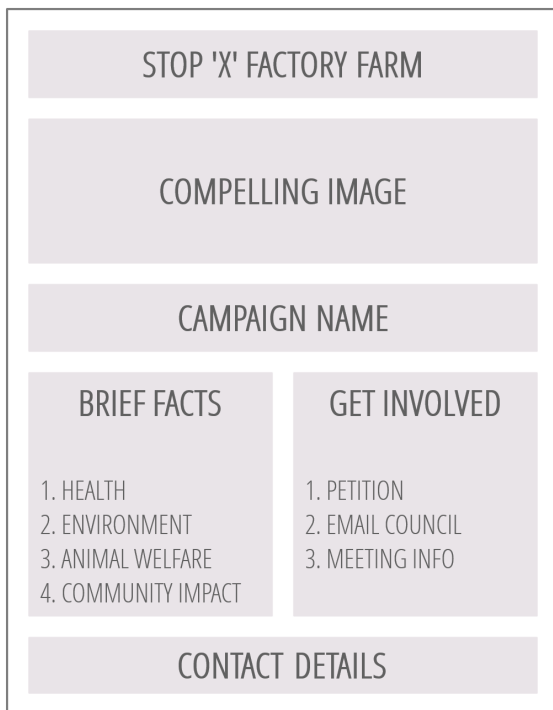 STOP 'X' FACTORY FARM
COMPELLING IMAGE
CAMPAIGN NAME
BRIEF FACTS
1. HEALTH
2. ENVIRONMENT
3. ANIMAL WELFARE
4. COMMUNITY IMPACT
GET INVOLVED
1. PETITION
2. EMAIL COUNCIL
3. MEETING INFO
CONTACT DETAILS